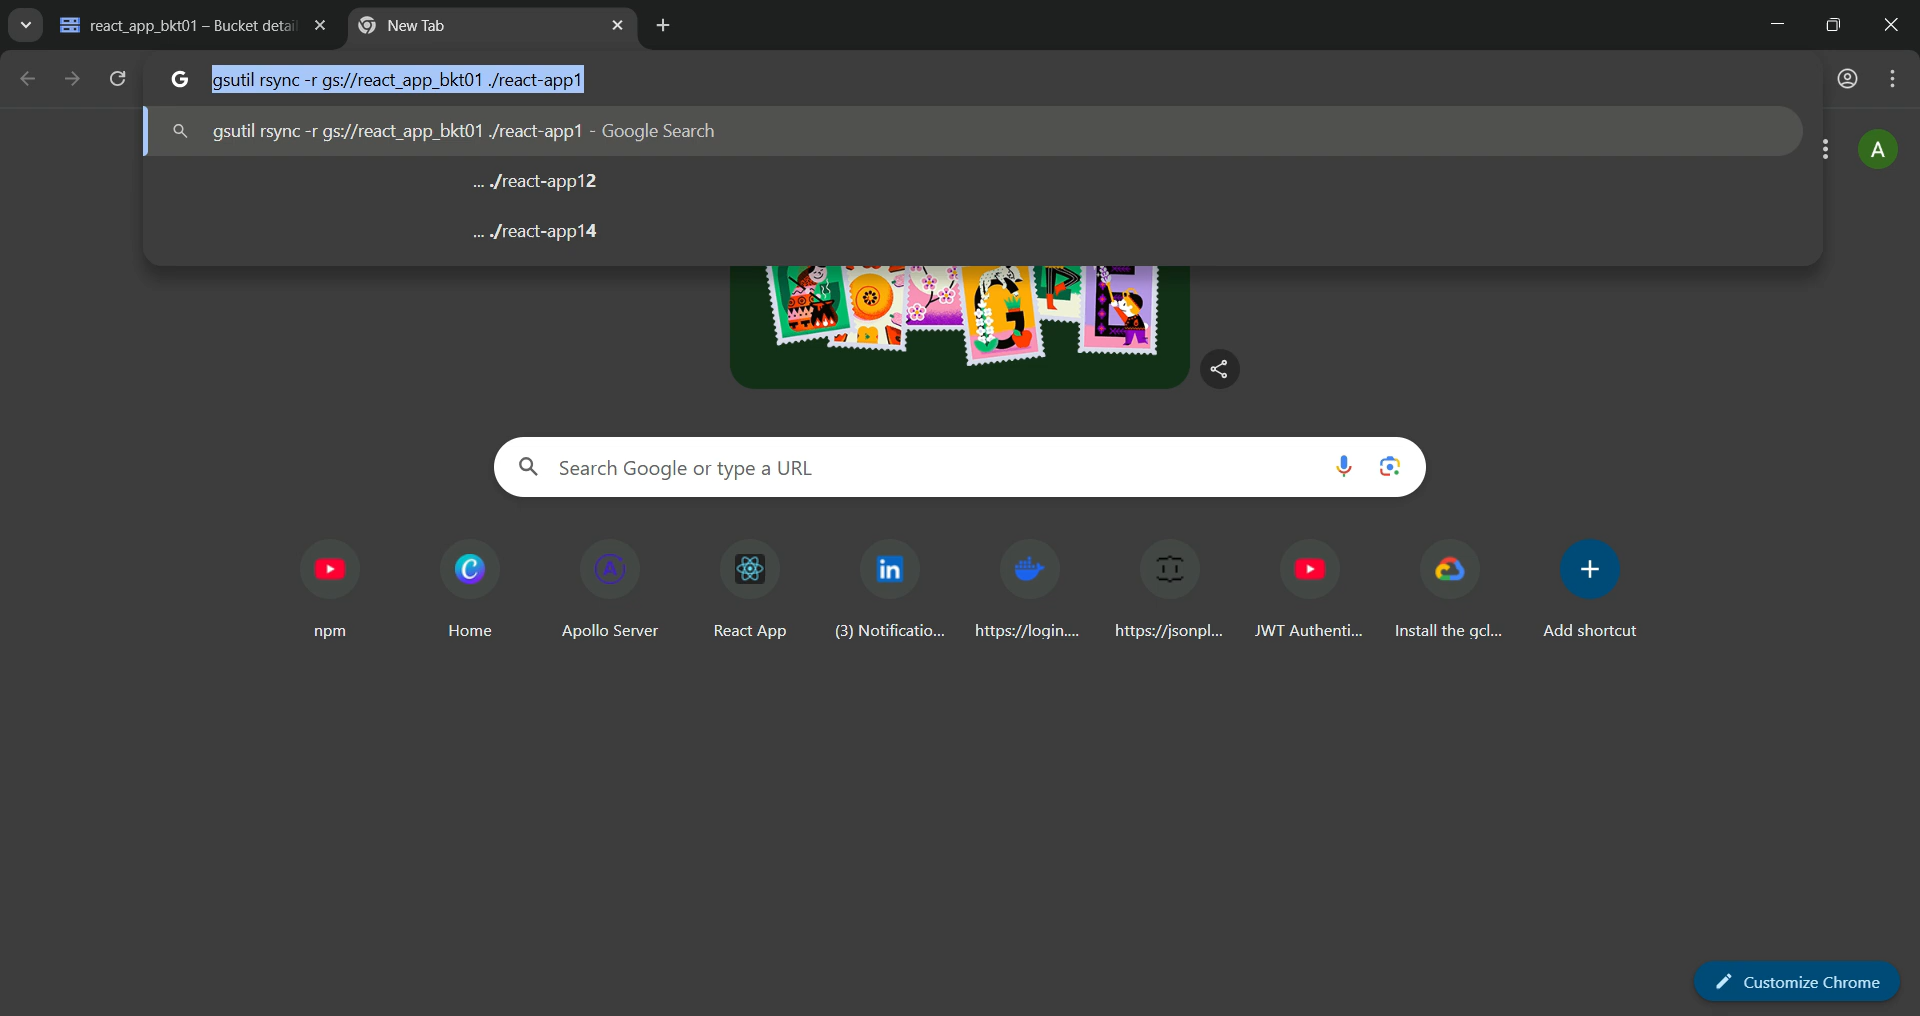 react_app_bkt01 – Bucket detai
New Tab
gsutil rsync -r gs://react_app_bkt01 ./react-app1
gsutil rsync -r gs://react_app_bkt01 ./react-app1 - Google Search
... ./react-app12
... ./react-app14
A
Search Google or type a URL
npm
Home
Apollo Server
React App
(3) Notificatio...
https://login....
https://jsonpl...
JWT Authenti...
Install the gcl...
Add shortcut
Customize Chrome